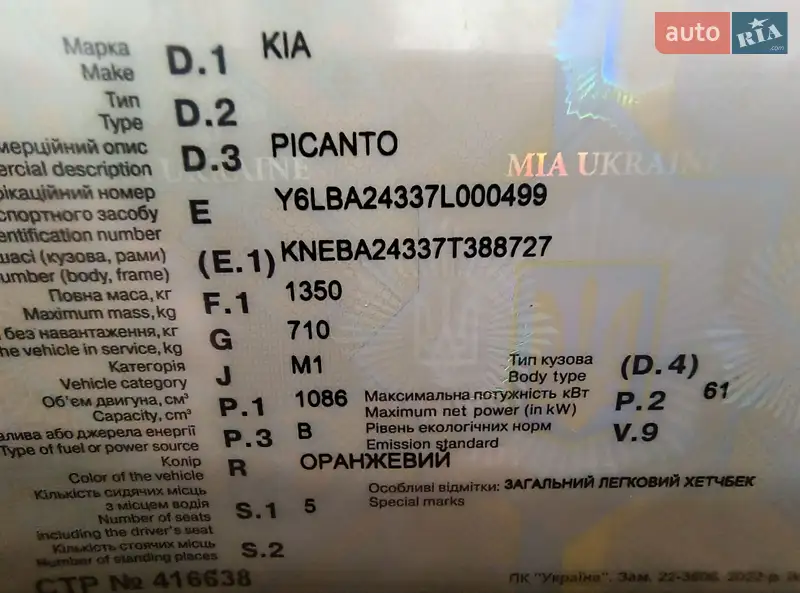 auto RIA .com
Марка D.1 KIA
Make
Тип D.2
Type
мерційний опис D.3 PICANTO
ercial description
MIA UKRAINE
фікаційний номер
спортного засобу E Y6LBA24337L000499
entification number
шасі (кузова, рами) (E.1) KNEBA24337T388727
umber (body, frame)
Повна маса, кг F.1 1350
Maximum mass, kg
без навантаження, кг G 710
he vehicle in service, kg
Категорія J M1
Vehicle category
Тип кузова (D.4)
Body type
Об'єм двигуна, см³ P.1 1086
Capacity, cm³
Максимальна потужність кВт P.2 61
Maximum net power (in kW)
алива або джерела енергії P.3 B
Type of fuel or power source
Рівень екологічних норм V.9
Emission standard
Колір R ОРАНЖЕВИЙ
Color of the vehicle
Кількість сидячих місць
з місцем водія S.1 5
Number of seats
including the driver's seat
Особливі відмітки: ЗАГАЛЬНИЙ ЛЕГКОВИЙ ХЕТЧБЕК
Special marks
Кількість стоячих місць S.2
Number of standing places
СТР № 416638
ПК "Україна". Зам. 22-3606. 2022 р.